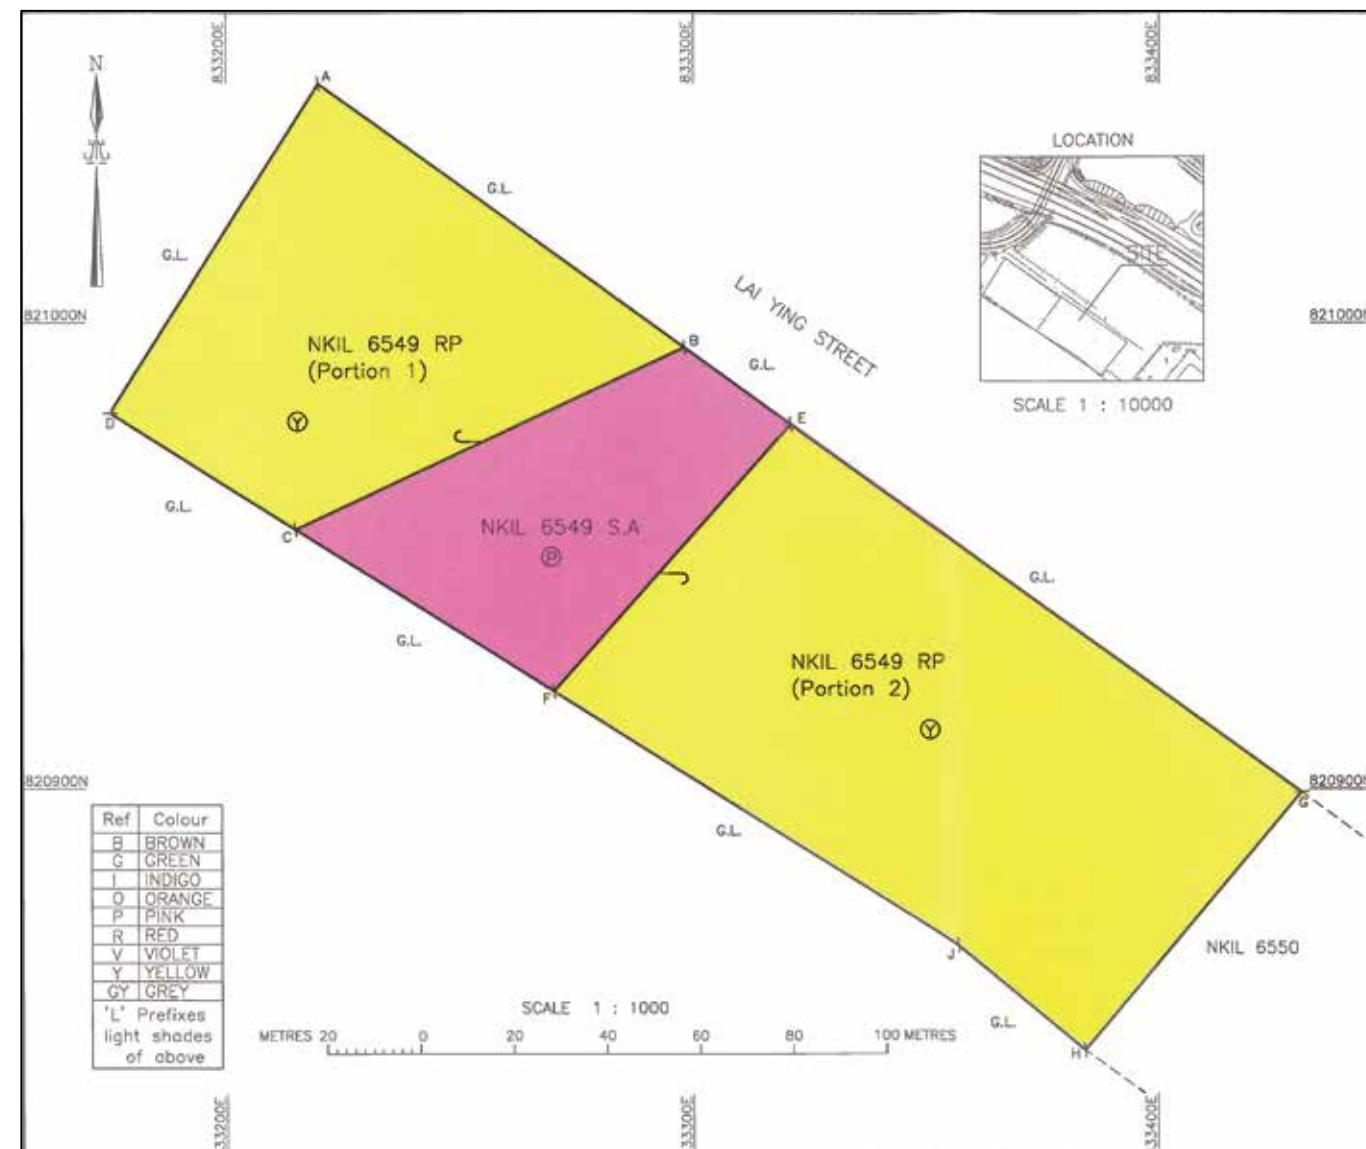 833200E
833300E
833400E
N
A
LOCATION
G.L.
G.L.
SITE
LAI YING STREET
821000N
821000N
SCALE 1 : 10000
NKIL 6549 RP
(Portion 1)
Y
B
G.L.
D
E
G.L.
C
NKIL 6549 S.A
P
G.L.
G.L.
NKIL 6549 RP
(Portion 2)
Y
F
820900N
820900N
G
G.L.
Ref Colour
B BROWN
G GREEN
I INDIGO
O ORANGE
P PINK
R RED
V VIOLET
Y YELLOW
GY GREY
'L' Prefixes
light shades
of above
J
NKIL 6550
SCALE 1 : 1000
G.L.
METRES 20 0 20 40 60 80 100 METRES
H
33200E
33300E
33400E